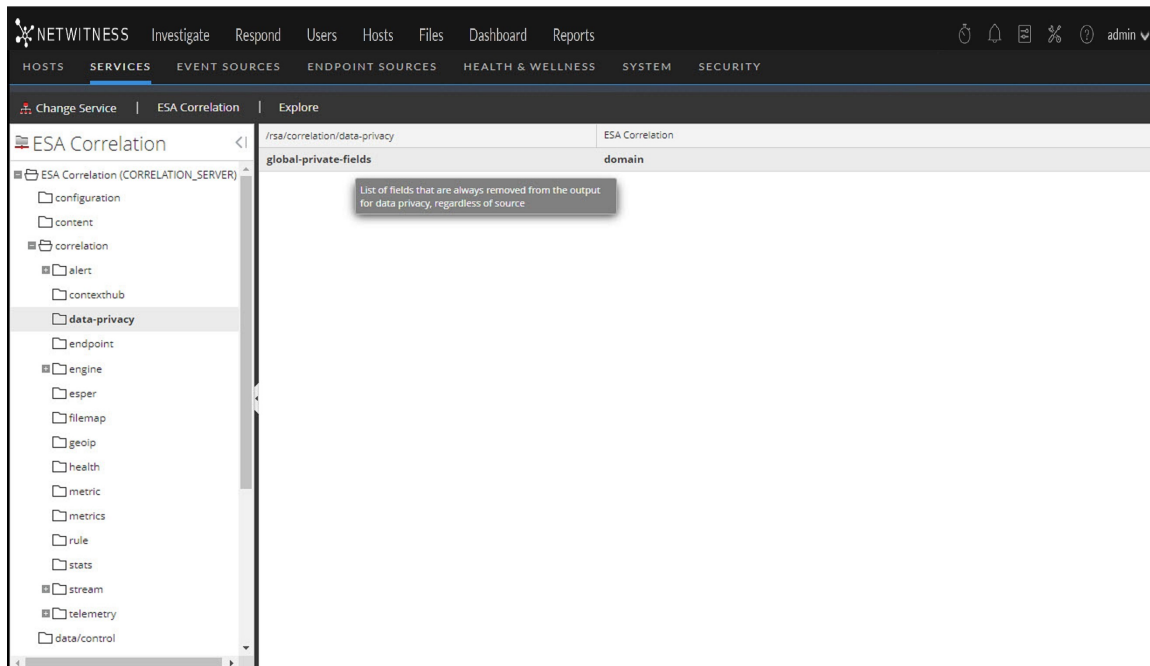 NETWITNESS Investigate Respond Users Hosts Files Dashboard Reports admin
HOSTS SERVICES EVENT SOURCES ENDPOINT SOURCES HEALTH & WELLNESS SYSTEM SECURITY
Change Service | ESA Correlation | Explore
ESA Correlation
ESA Correlation (CORRELATION_SERVER)
configuration
content
correlation
alert
contexthub
data-privacy
endpoint
engine
esper
filemap
geoip
health
metric
metrics
rule
stats
stream
telemetry
data/control
/rsa/correlation/data-privacy ESA Correlation
global-private-fields domain
List of fields that are always removed from the output
for data privacy, regardless of source